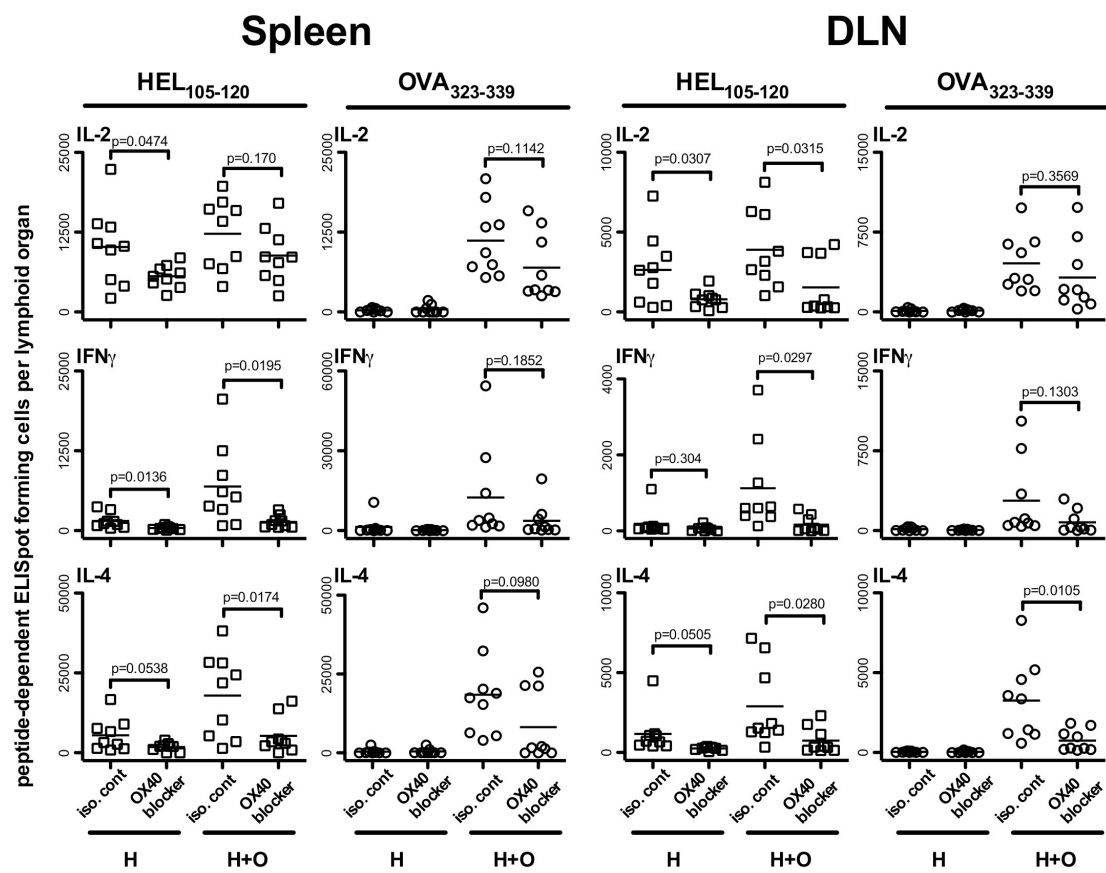 Spleen DLN
HEL105-120 OVA323-339 HEL105-120 OVA323-339
peptide-dependent ELISpot forming cells per lymphoid organ
IL-2 IL-2 IL-2 IL-2
p=0.0474 p=0.170 p=0.1142 p=0.0307 p=0.0315 p=0.3569
25000 25000 10000 15000
12500 12500 5000 7500
0 0 0 0
IFNγ IFNγ IFNγ IFNγ
p=0.0136 p=0.0195 p=0.1852 p=0.304 p=0.0297 p=0.1303
25000 60000 4000 15000
12500 30000 2000 7500
0 0 0 0
IL-4 IL-4 IL-4 IL-4
p=0.0538 p=0.0174 p=0.0980 p=0.0505 p=0.0280 p=0.0105
50000 50000 10000 10000
25000 25000 5000 5000
0 0 0 0
iso. cont OX40 blocker iso. cont OX40 blocker iso. cont OX40 blocker iso. cont OX40 blocker iso. cont OX40 blocker iso. cont OX40 blocker iso. cont OX40 blocker iso. cont OX40 blocker
H H+O H H+O H H+O H H+O